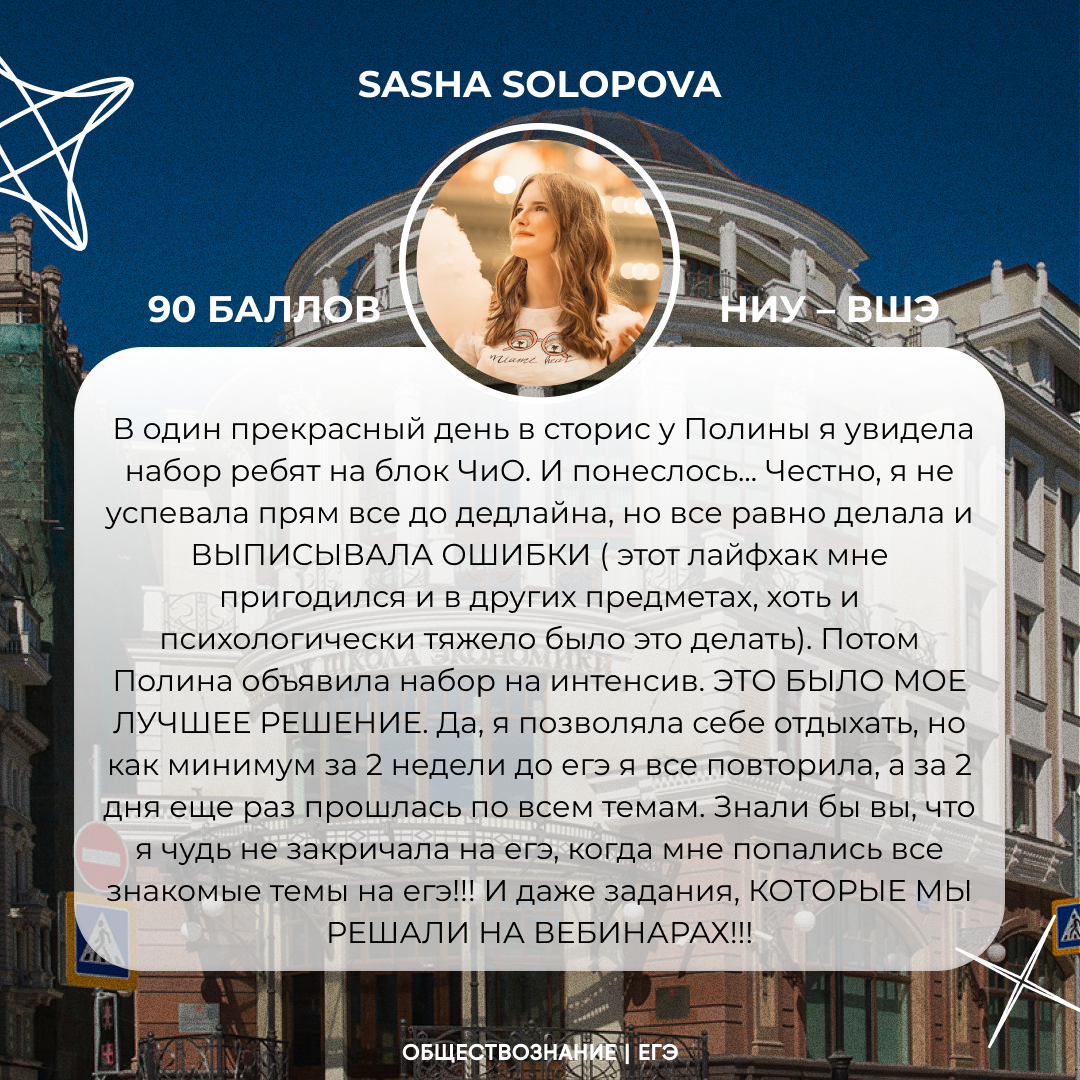 SASHA SOLOPOVA
90 БАЛЛОВ
НИУ – ВШЭ
В один прекрасный день в сторис у Полины я увидела
набор ребят на блок ЧиО. И понеслось... Честно, я не
успевала прям все до дедлайна, но все равно делала и
ВЫПИСЫВАЛА ОШИБКИ ( этот лайфхак мне
пригодился и в других предметах, хоть и
психологически тяжело было это делать). Потом
Полина объявила набор на интенсив. ЭТО БЫЛО МОЕ
ЛУЧШЕЕ РЕШЕНИЕ. Да, я позволяла себе отдыхать, но
как минимум за 2 недели до егэ я все повторила, а за 2
дня еще раз прошлась по всем темам. Знали бы вы, что
я чудь не закричала на егэ, когда мне попались все
знакомые темы на егэ!!! И даже задания, КОТОРЫЕ МЫ
РЕШАЛИ НА ВЕБИНАРАХ!!!
ОБЩЕСТВОЗНАНИЕ | ЕГЭ